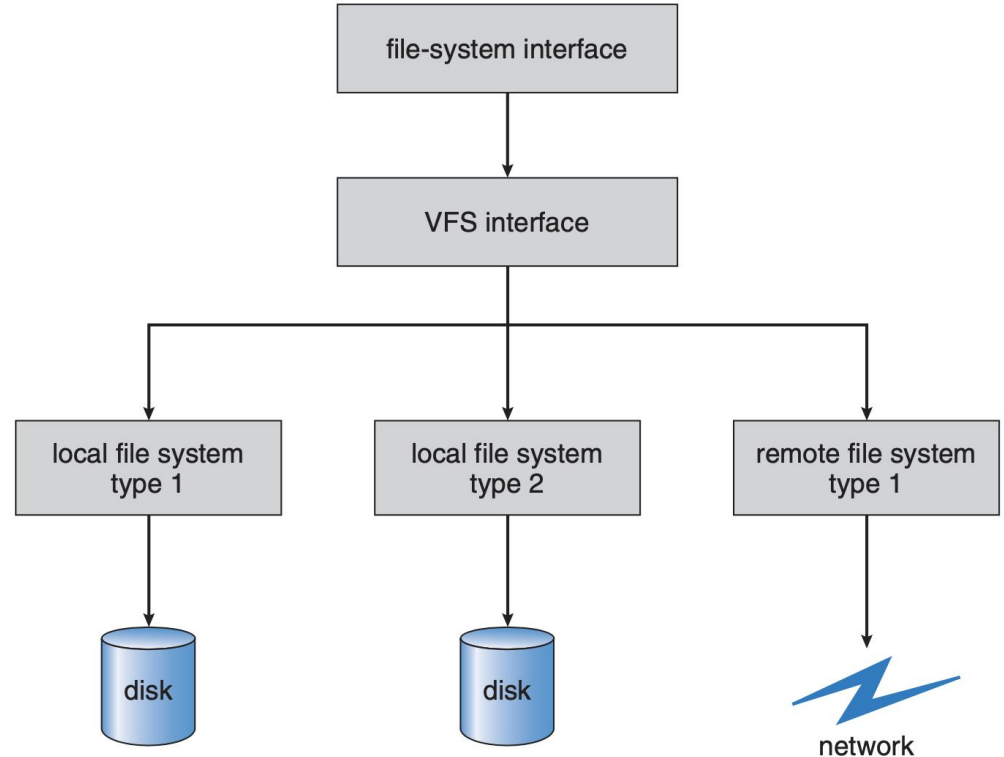 file-system interface
VFS interface
local file system
type 1
local file system
type 2
remote file system
type 1
disk
disk
network